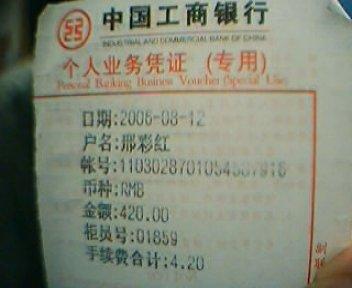 中国工商银行
INDUSTRIAL AND COMMERCIAL BANK OF CHINA
个人业务凭证 (专用)
Personal Banking Business Voucher (Special Use)
日期:2006-08-12
户名:邢彩红
帐号:
币种:RMB
金额:420.00
柜员号:01859
手续费合计:4.20